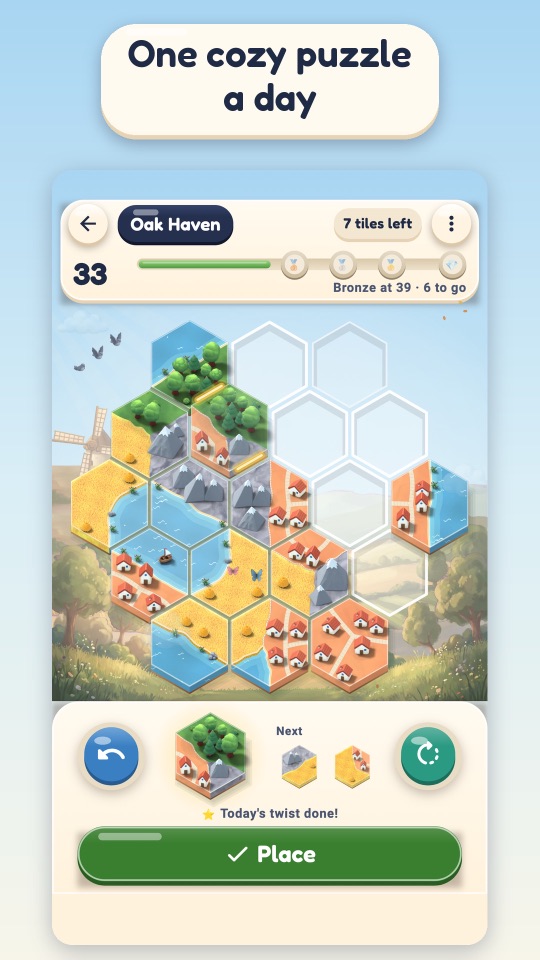 One cozy puzzle
a day
Oak Haven
7 tiles left
33
Bronze at 39 · 6 to go
Next
Today's twist done!
Place